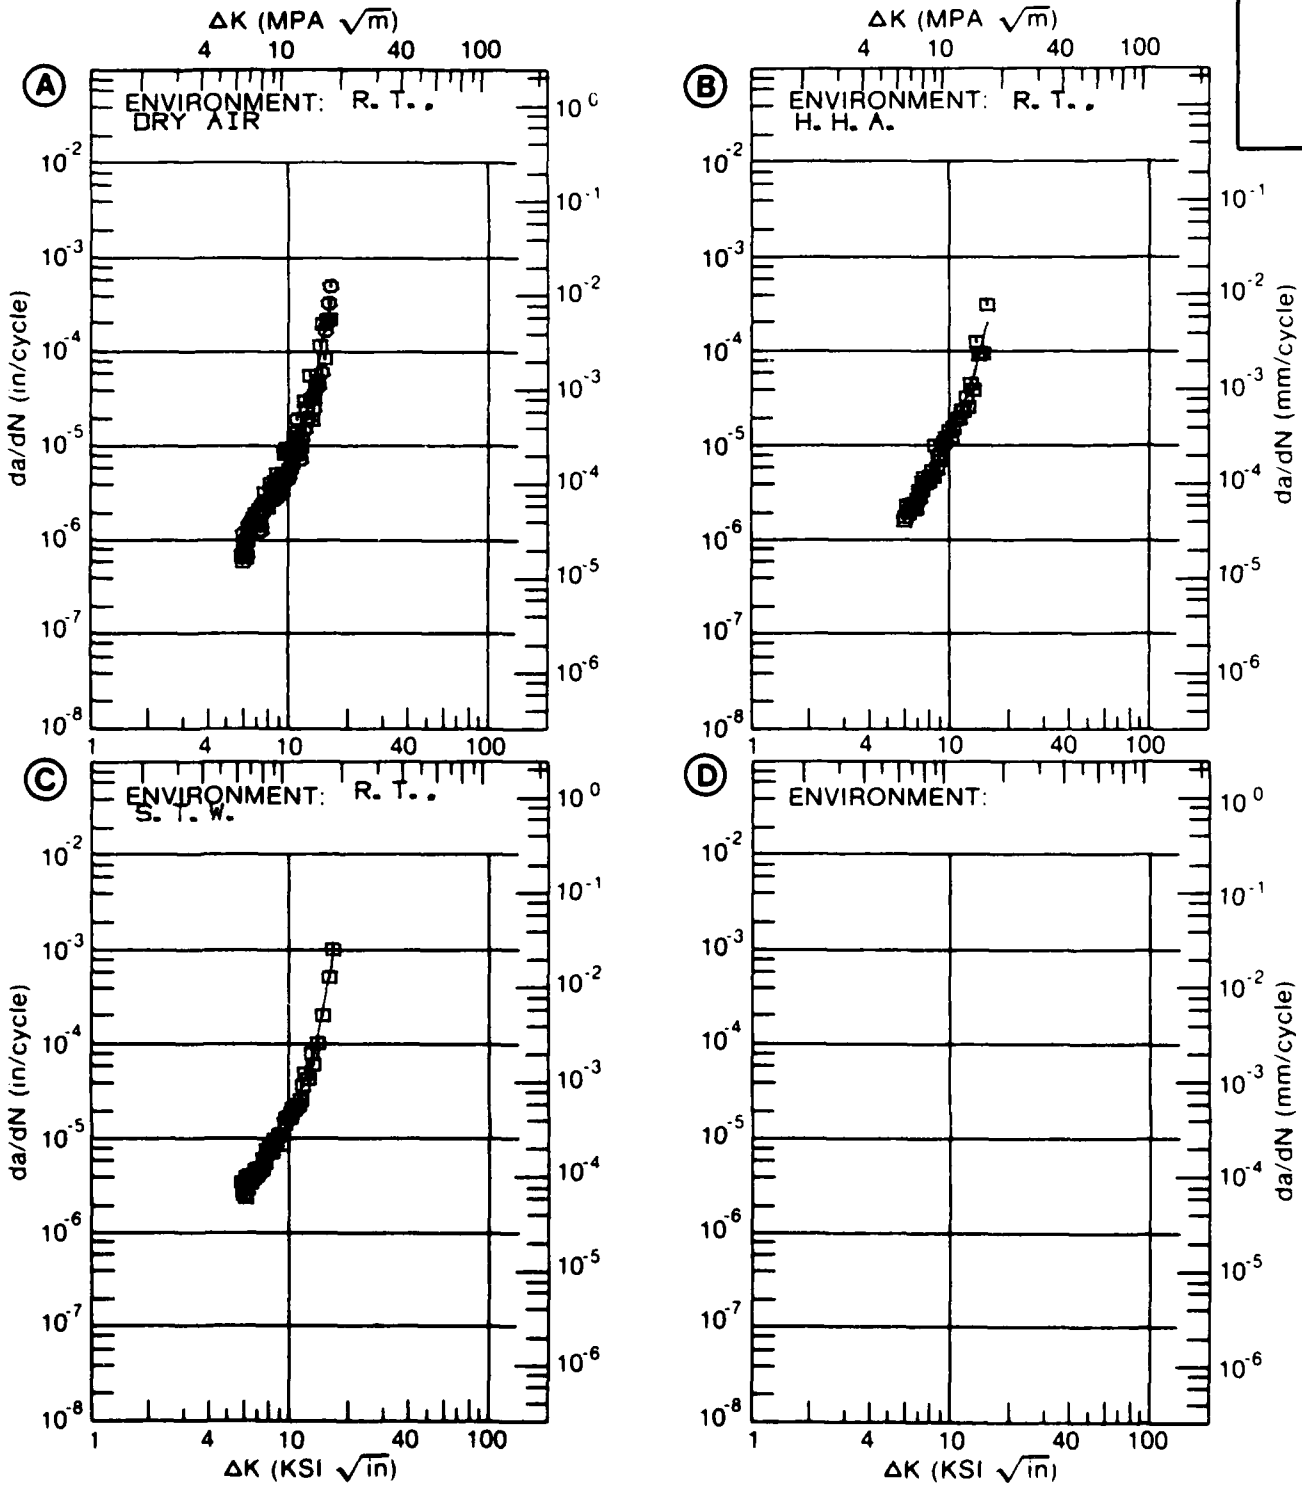 ΔK (MPA √m)
4 10 40 100
A
ENVIRONMENT: R. T.,
DRY AIR
da/dN (in/cycle)
10⁻²
10⁻³
10⁻⁴
10⁻⁵
10⁻⁶
10⁻⁷
10⁻⁸
10⁰
10⁻¹
10⁻²
10⁻³
10⁻⁴
10⁻⁵
10⁻⁶
1 4 10 40 100
ΔK (MPA √m)
4 10 40 100
B
ENVIRONMENT: R. T.,
H. H. A.
10⁻²
10⁻³
10⁻⁴
10⁻⁵
10⁻⁶
10⁻⁷
10⁻⁸
10⁻¹
10⁻²
10⁻³
10⁻⁴
10⁻⁵
10⁻⁶
da/dN (mm/cycle)
1 4 10 40 100
C
ENVIRONMENT: R. T.,
S. T. W.
da/dN (in/cycle)
10⁻²
10⁻³
10⁻⁴
10⁻⁵
10⁻⁶
10⁻⁷
10⁻⁸
10⁰
10⁻¹
10⁻²
10⁻³
10⁻⁴
10⁻⁵
10⁻⁶
1 4 10 40 100
ΔK (KSI √in)
D
ENVIRONMENT:
10⁻²
10⁻³
10⁻⁴
10⁻⁵
10⁻⁶
10⁻⁷
10⁻⁸
10⁰
10⁻¹
10⁻²
10⁻³
10⁻⁴
10⁻⁵
10⁻⁶
da/dN (mm/cycle)
1 4 10 40 100
ΔK (KSI √in)